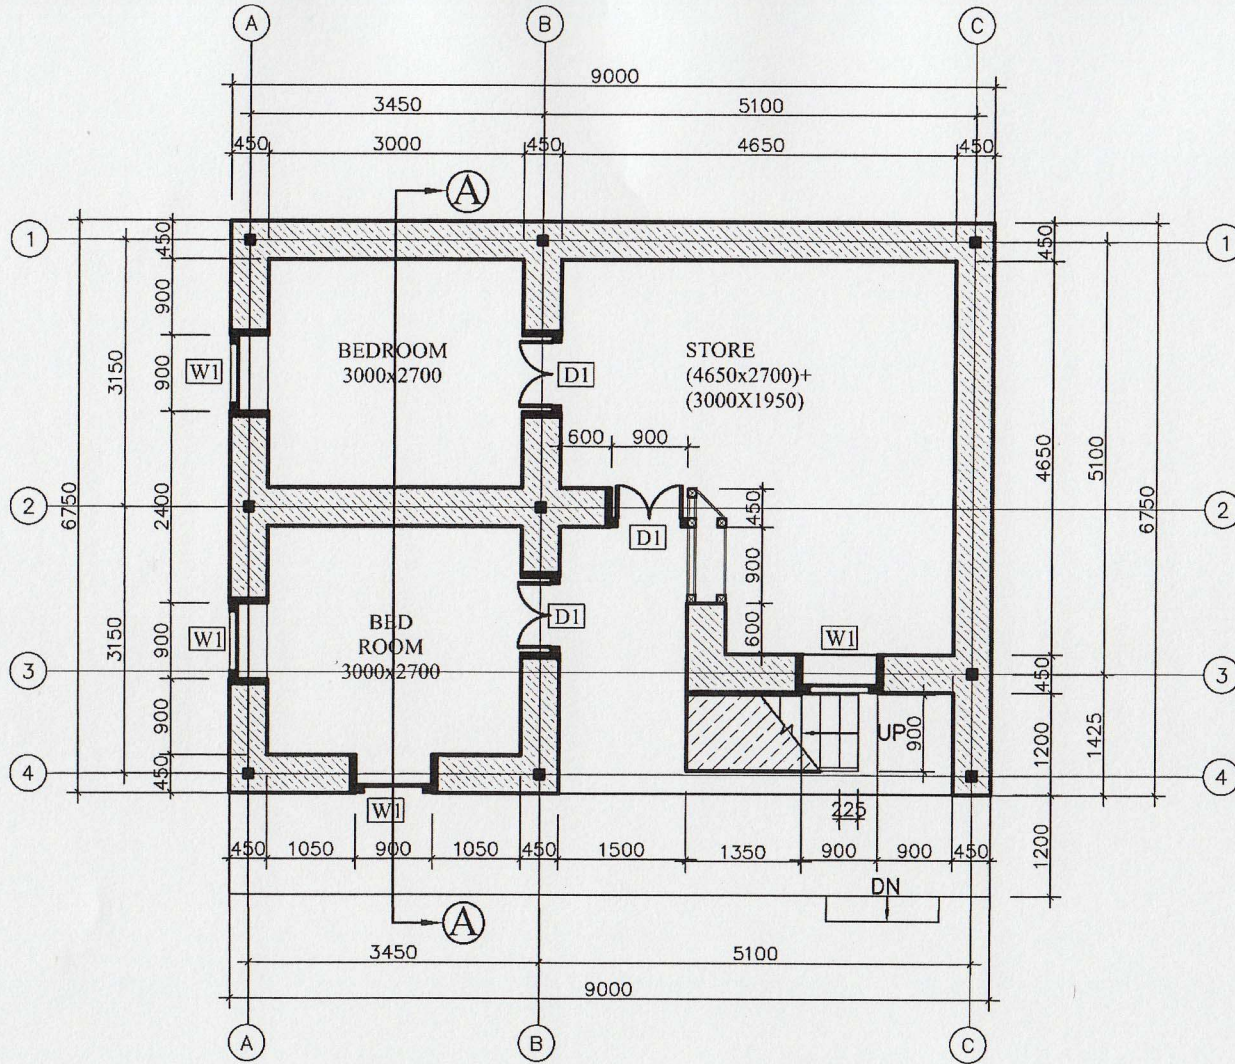 A
B
C
9000
3450
5100
450
3000
450
4650
450
A
1
1
450
450
900
3150
900
W1
BEDROOM
3000x2700
D1
STORE
(4650x2700)+
(3000X1950)
600
900
4650
5100
6750
2400
6750
2
2
450
D1
900
3150
900
W1
BED
ROOM
3000x2700
D1
600
W1
3
3
450
900
UP
900
1200
1425
4
4
450
W1
225
450
1050
900
1050
450
1500
1350
900
900
450
1200
DN
A
3450
5100
9000
A
B
C